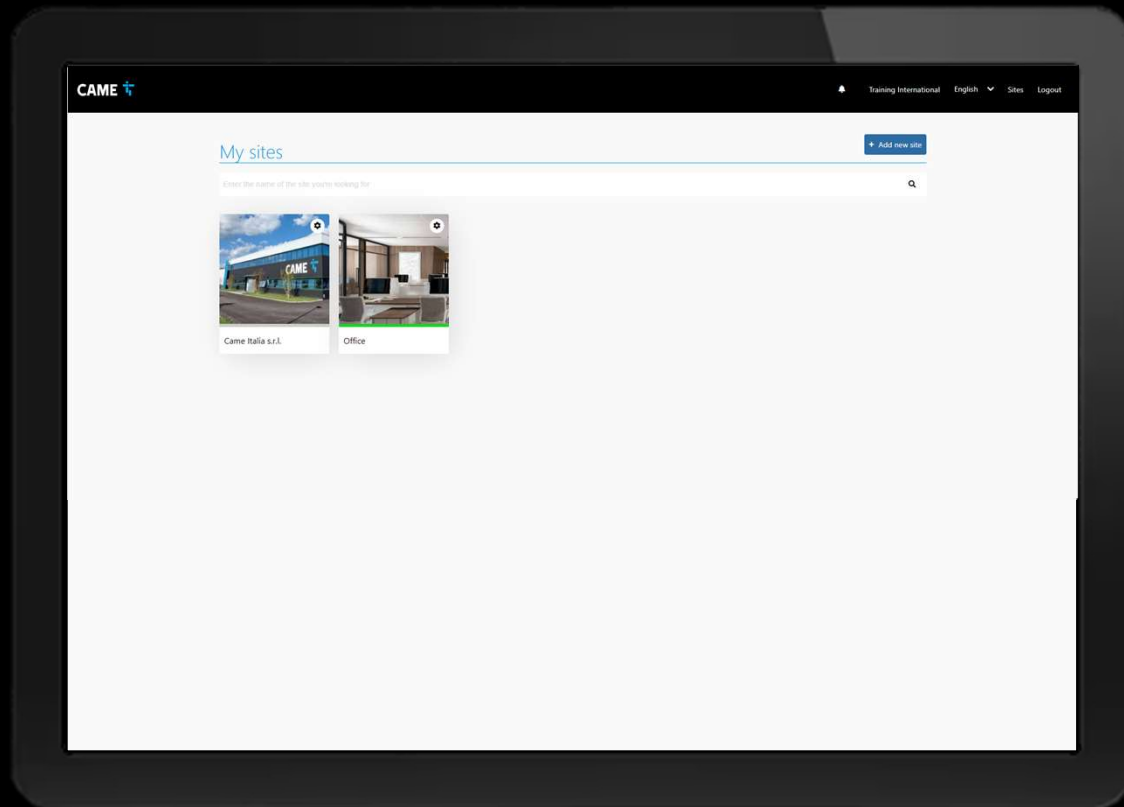 CAME
Training International English Sites Logout
My sites
+ Add new site
Enter the name of the site you're looking for
CAME
Came Italia s.r.l.
Office